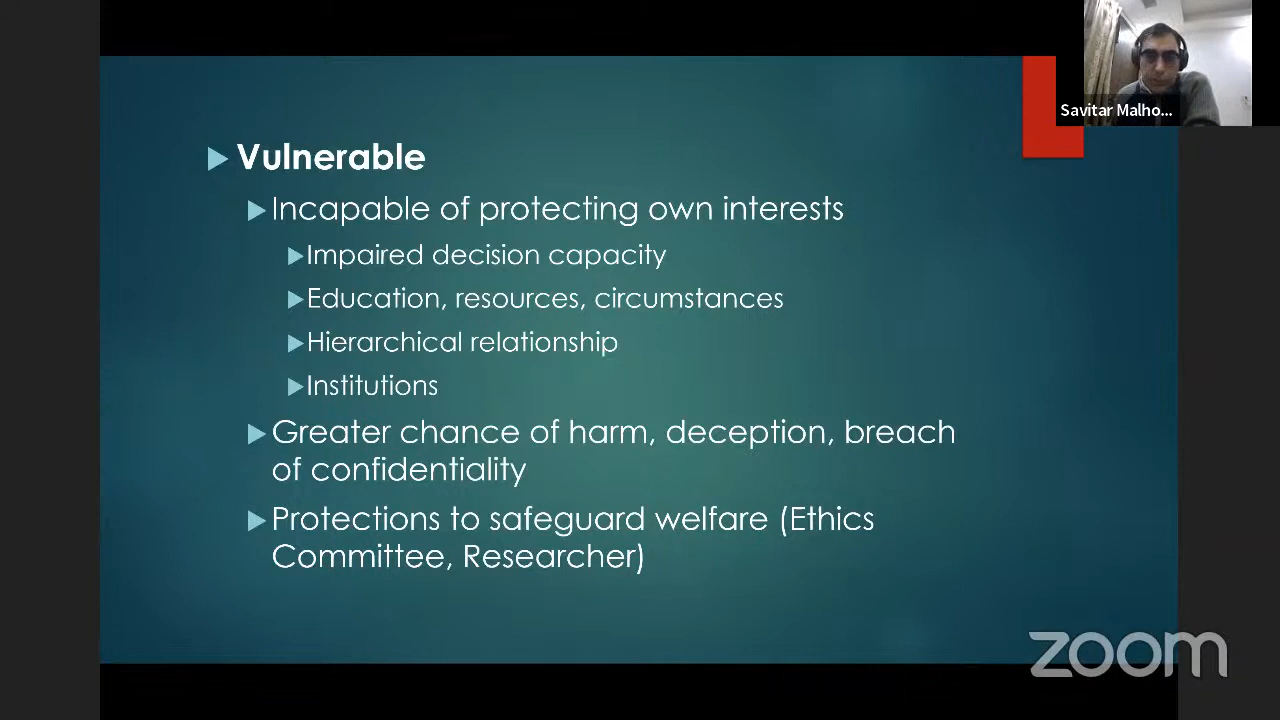 Savitar Malho...
Vulnerable
Incapable of protecting own interests
Impaired decision capacity
Education, resources, circumstances
Hierarchical relationship
Institutions
Greater chance of harm, deception, breach
of confidentiality
Protections to safeguard welfare (Ethics
Committee, Researcher)
zoom